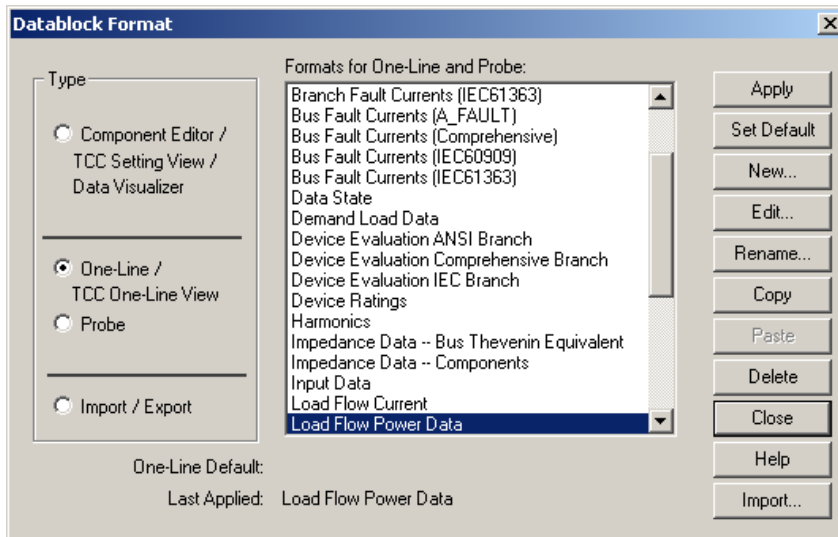 Datablock Format
Type
Component Editor /
TCC Setting View /
Data Visualizer
One-Line /
TCC One-Line View
Probe
Import / Export
Formats for One-Line and Probe:
Branch Fault Currents (IEC61363)
Bus Fault Currents (A_FAULT)
Bus Fault Currents (Comprehensive)
Bus Fault Currents (IEC60909)
Bus Fault Currents (IEC61363)
Data State
Demand Load Data
Device Evaluation ANSI Branch
Device Evaluation Comprehensive Branch
Device Evaluation IEC Branch
Device Ratings
Harmonics
Impedance Data -- Bus Thevenin Equivalent
Impedance Data -- Components
Input Data
Load Flow Current
Load Flow Power Data
Apply
Set Default
New...
Edit...
Rename...
Copy
Paste
Delete
Close
Help
Import...
One-Line Default:
Last Applied: Load Flow Power Data